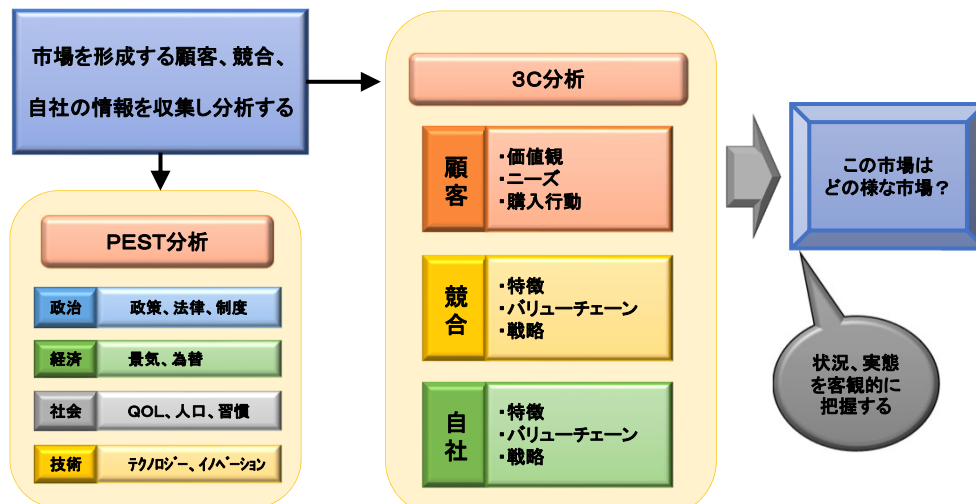 市場を形成する顧客、競合、
自社の情報を収集し分析する
PEST分析
政治 政策、法律、制度
経済 景気、為替
社会 QOL、人口、習慣
技術 テクノロジー、イノベーション
3C分析
顧客
・価値観
・ニーズ
・購入行動
競合
・特徴
・バリューチェーン
・戦略
自社
・特徴
・バリューチェーン
・戦略
この市場は
どの様な市場？
状況、実態
を客観的に
把握する